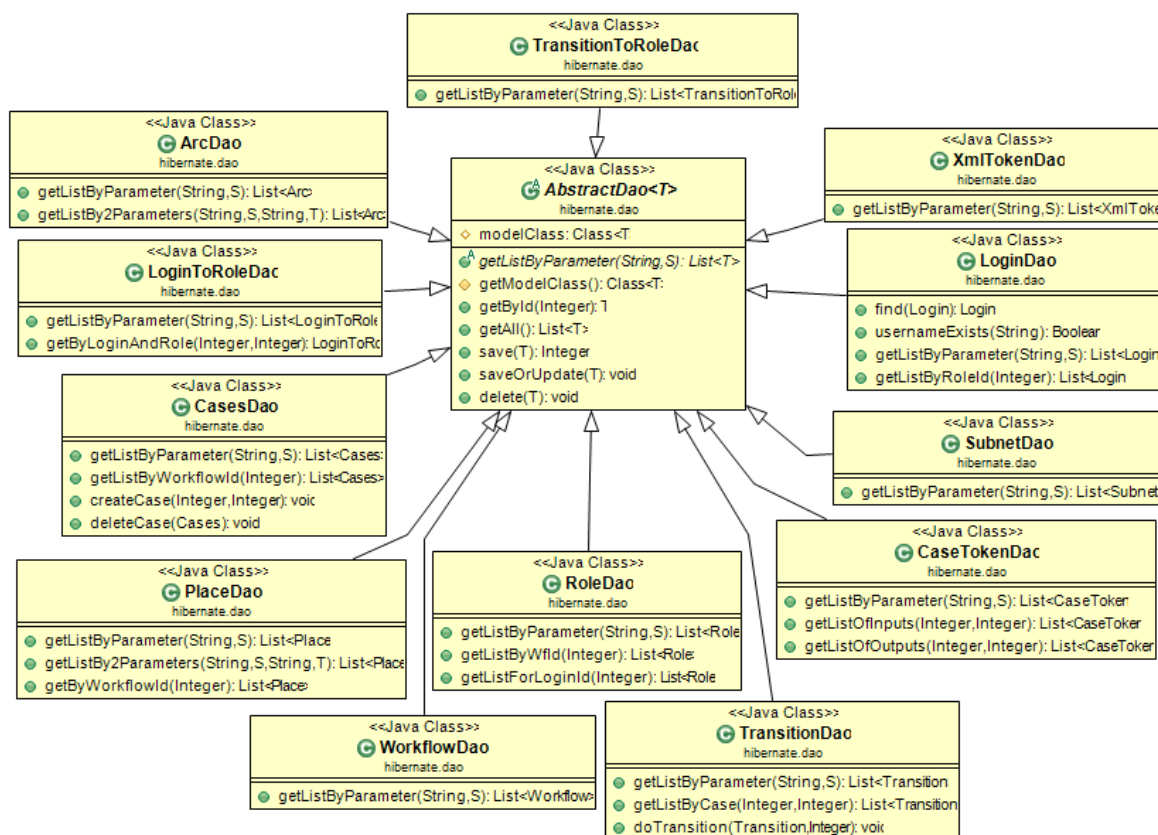 <<Java Class>>
TransitionToRoleDao
hibernate.dao
getListByParameter(String,S): List<TransitionToRole
<<Java Class>>
ArcDao
hibernate.dao
getListByParameter(String,S): List<Arc>
getListBy2Parameters(String,S,String,T): List<Arc
<<Java Class>>
LoginToRoleDao
hibernate.dao
getListByParameter(String,S): List<LoginToRole
getByLoginAndRole(Integer,Integer): LoginToRo
<<Java Class>>
CasesDao
hibernate.dao
getListByParameter(String,S): List<Cases>
getListByWorkflowId(Integer): List<Cases>
createCase(Integer,Integer): void
deleteCase(Cases): void
<<Java Class>>
PlaceDao
hibernate.dao
getListByParameter(String,S): List<Place
getListBy2Parameters(String,S,String,T): List<Place
getByWorkflowId(Integer): List<Place>
<<Java Class>>
WorkflowDao
hibernate.dao
getListByParameter(String,S): List<Workflow>
<<Java Class>>
AbstractDao<T>
hibernate.dao
modelClass: Class<T
getListByParameter(String,S): List<T>
getModelClass(): Class<T>
getById(Integer): T
getAll(): List<T>
save(T): Integer
saveOrUpdate(T): void
delete(T): void
<<Java Class>>
RoleDao
hibernate.dao
getListByParameter(String,S): List<Role
getListByWfId(Integer): List<Role>
getListForLoginId(Integer): List<Role
<<Java Class>>
XmlTokenDao
hibernate.dao
getListByParameter(String,S): List<XmlToke
<<Java Class>>
LoginDao
hibernate.dao
find(Login): Login
usernameExists(String): Boolean
getListByParameter(String,S): List<Login
getListByRoleId(Integer): List<Login
<<Java Class>>
SubnetDao
hibernate.dao
getListByParameter(String,S): List<Subnet
<<Java Class>>
CaseTokenDao
hibernate.dao
getListByParameter(String,S): List<CaseToken
getListOfInputs(Integer,Integer): List<CaseToken
getListOfOutputs(Integer,Integer): List<CaseToken
<<Java Class>>
TransitionDao
hibernate.dao
getListByParameter(String,S): List<Transition
getListByCase(Integer,Integer): List<Transition
doTransition(Transition,Integer): void